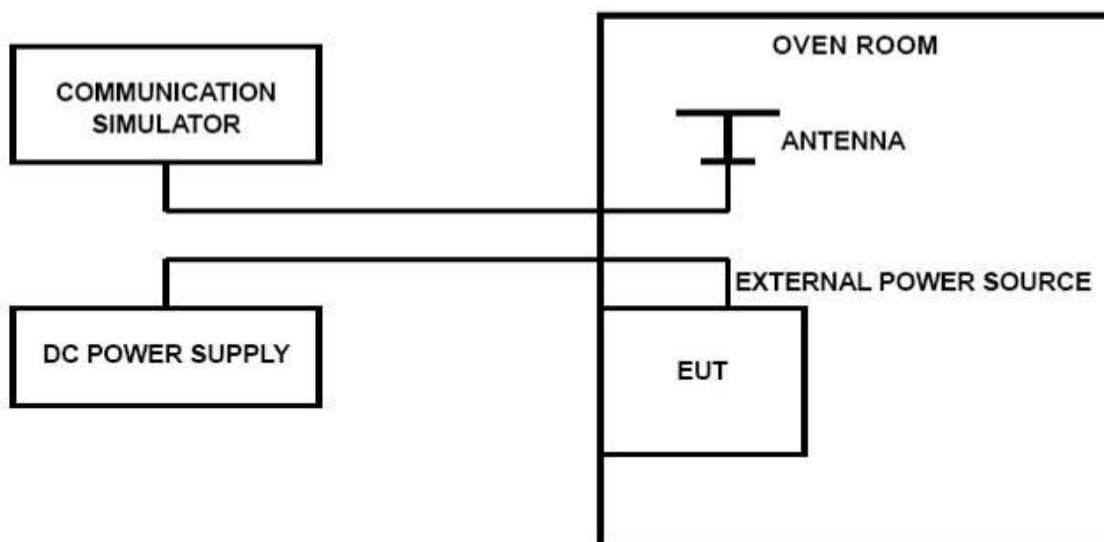 OVEN ROOM
COMMUNICATION
SIMULATOR
ANTENNA
EXTERNAL POWER SOURCE
DC POWER SUPPLY
EUT